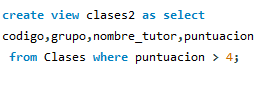 create view clases2 as select
codigo,grupo,nombre_tutor,puntuacion
from Clases where puntuacion > 4;